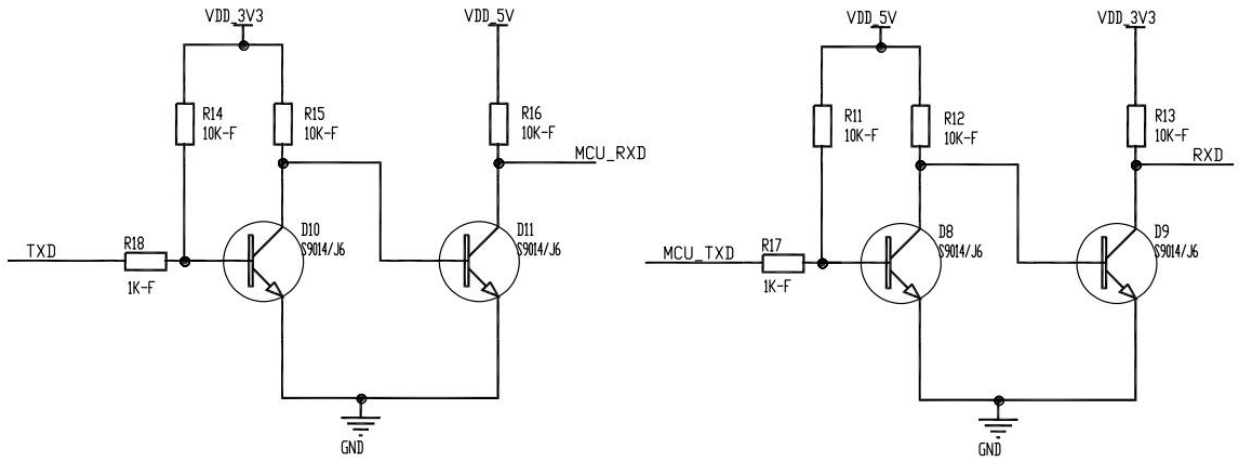 VDD_3V3
VDD_5V
R14
10K-F
R15
10K-F
R16
10K-F
MCU_RXD
D10
S9014/J6
D11
S9014/J6
TXD
R18
1K-F
GND
VDD_5V
VDD_3V3
R11
10K-F
R12
10K-F
R13
10K-F
RXD
D8
S9014/J6
D9
S9014/J6
MCU_TXD
R17
1K-F
GND